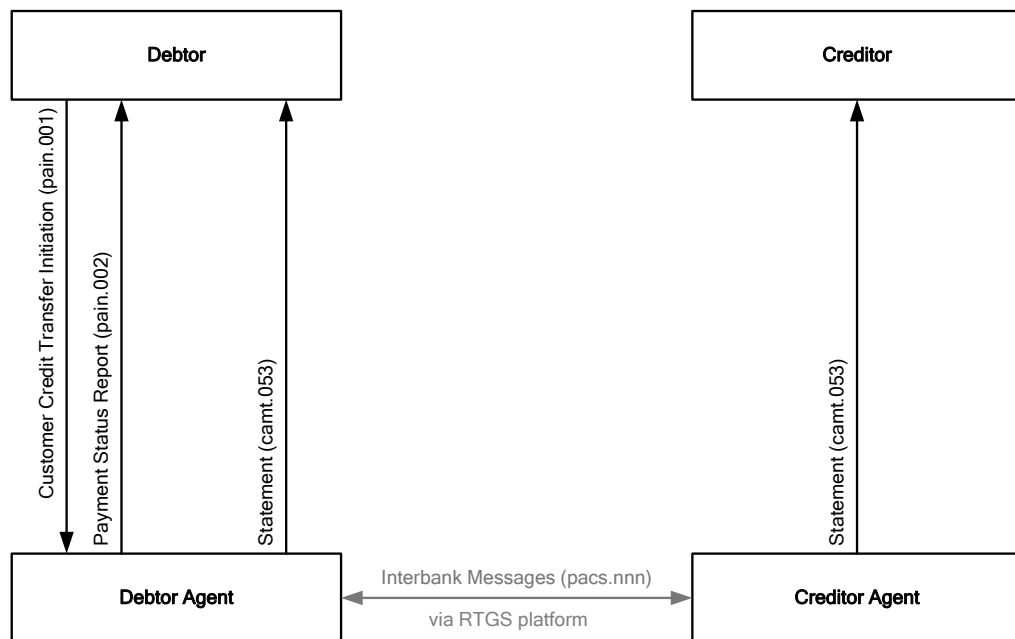 Debtor
Creditor
Customer Credit Transfer Initiation (pain.001)
Payment Status Report (pain.002)
Statement (camt.053)
Statement (camt.053)
Debtor Agent
Interbank Messages (pacs.nnn)
via RTGS platform
Creditor Agent